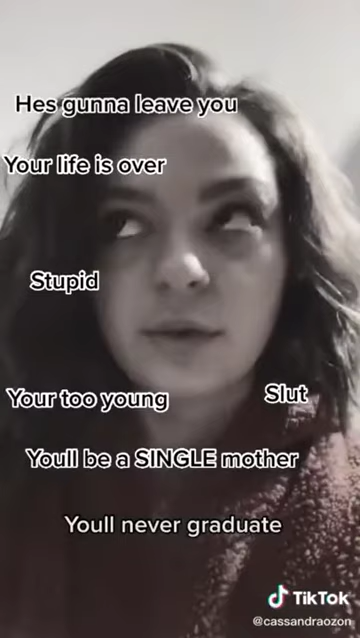 Hes gunna leave you
Your life is over
Stupid
Your too young
Slut
Youll be a SINGLE mother
Youll never graduate
TikTok
@cassandraozon